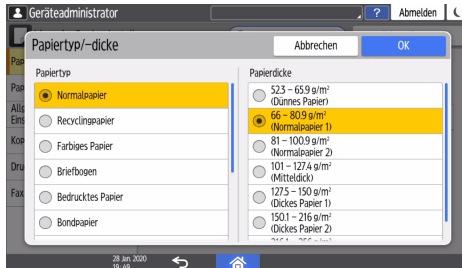 Geräteadministrator
?
Abmelden
Piertyp/-dicke
Abbrechen
OK
Pap
Pap
Allg
Eins
Kop
Dru
Fax
Papiertyp
Normalpapier
Recyclingpapier
Farbiges Papier
Briefbogen
Bedrucktes Papier
Bondpapier
Papierdicke
52.3 – 65.9 g/m²
(Dünnes Papier)
66 – 80.9 g/m²
(Normalpapier 1)
81 – 100.9 g/m²
(Normalpapier 2)
101 – 127.4 g/m²
(Mitteldick)
127.5 – 150 g/m²
(Dickes Papier 1)
150.1 – 216 g/m²
(Dickes Papier 2)
28 Jan. 2020
19:49